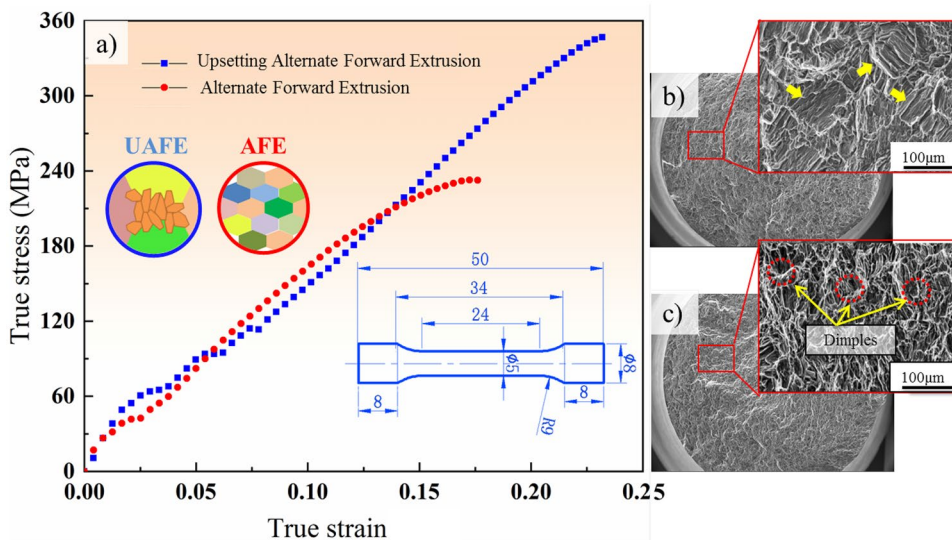 a)
360
300
240
180
120
60
0
True stress (MPa)
Upsetting Alternate Forward Extrusion
Alternate Forward Extrusion
UAFE
AFE
50
34
24
Φ5
Φ8
8
8
R9
0.00
0.05
0.10
0.15
0.20
0.25
True strain
b)
100μm
c)
Dimples
100μm